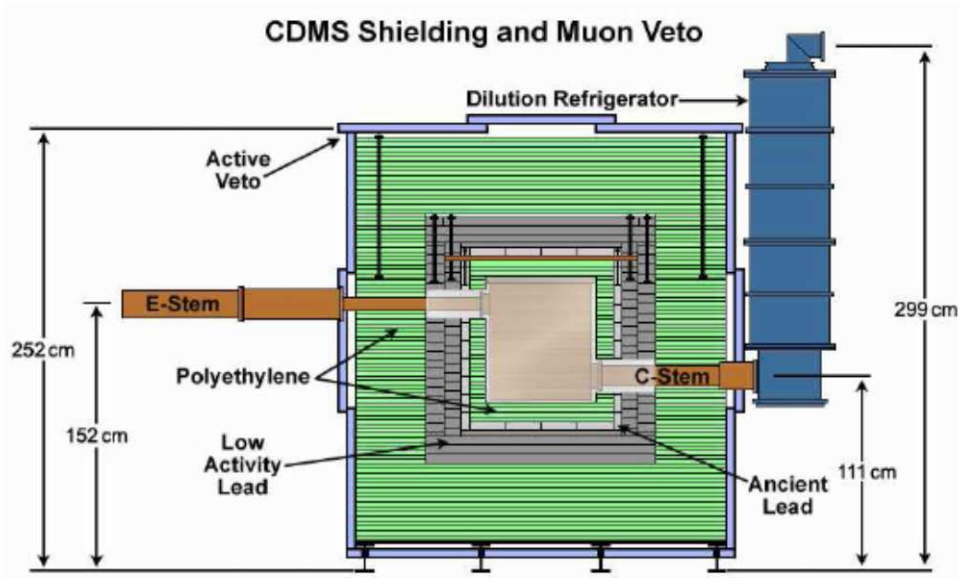 CDMS Shielding and Muon Veto
Dilution Refrigerator
Active
Veto
E-Stem
299 cm
252 cm
Polyethylene
C-Stem
152 cm
Low
Activity
Lead
111 cm
Ancient
Lead